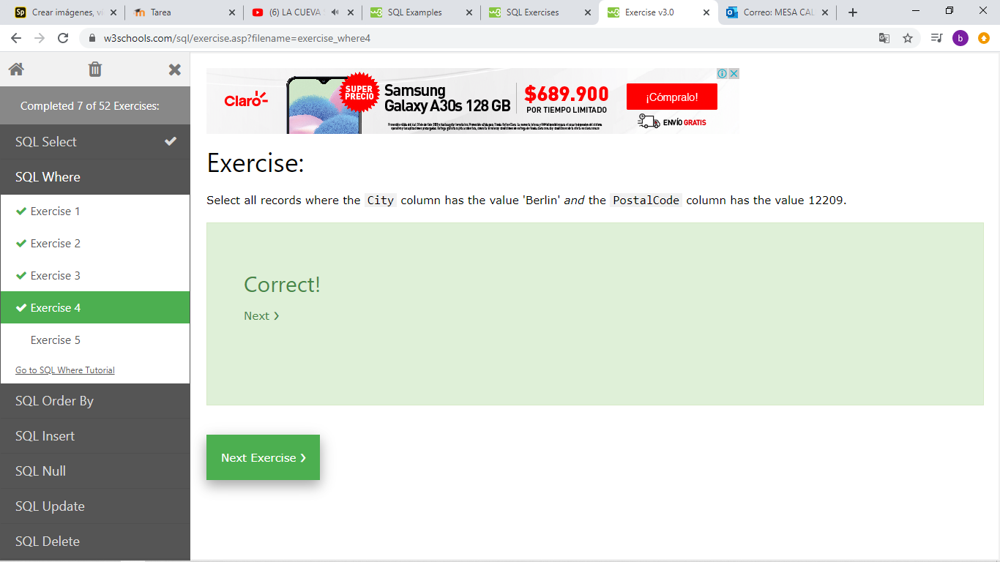 Sp Crear imágenes, ví
Tarea
(6) LA CUEVA
SQL Examples
SQL Exercises
Exercise v3.0
Correo: MESA CAL
w3schools.com/sql/exercise.asp?filename=exercise_where4
b
Completed 7 of 52 Exercises:
SQL Select
SQL Where
Exercise 1
Exercise 2
Exercise 3
Exercise 4
Exercise 5
Go to SQL Where Tutorial
SQL Order By
SQL Insert
SQL Null
SQL Update
SQL Delete
Claro
SUPER
PRECIO
Samsung
Galaxy A30s 128 GB
$689.900
POR TIEMPO LIMITADO
¡Cómpralo!
ENVÍO GRATIS
Exercise:
Select all records where the City column has the value 'Berlin' and the PostalCode column has the value 12209.
Correct!
Next ❯
Next Exercise ❯